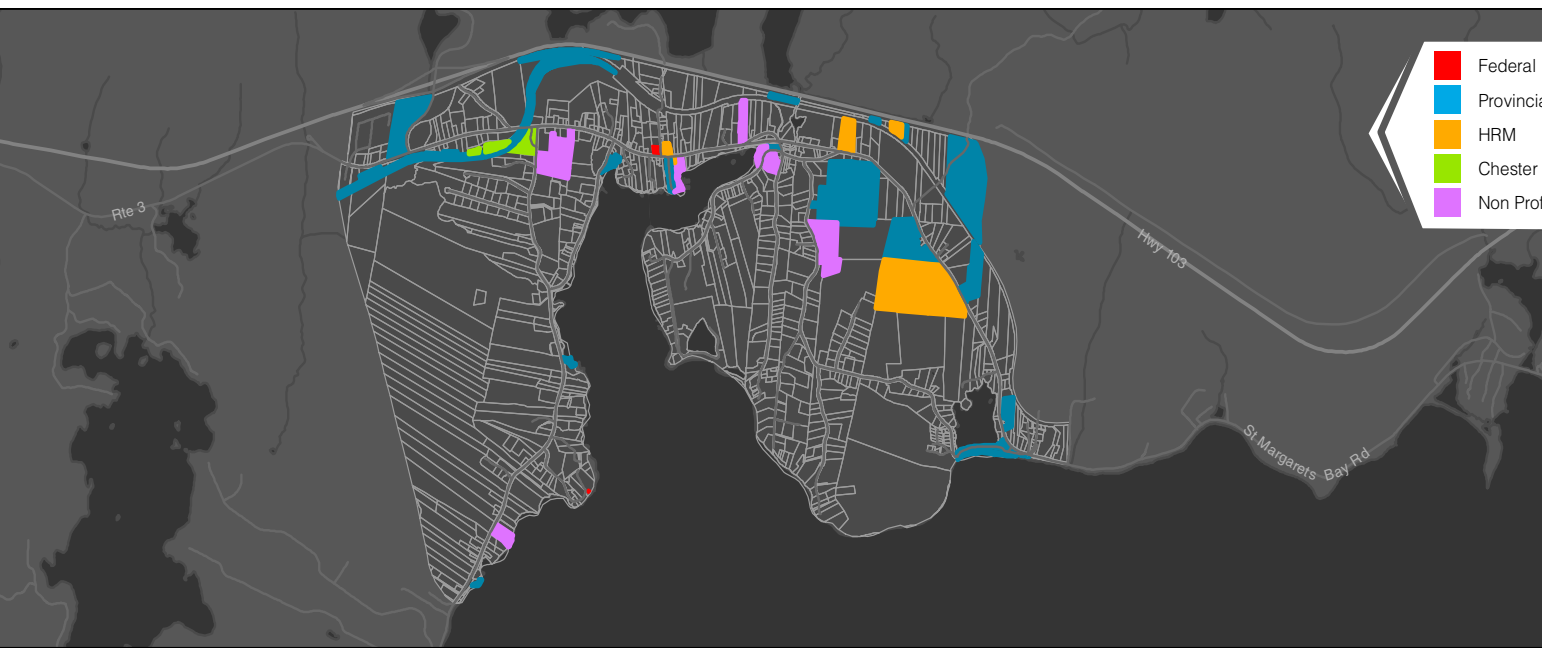 Federal
Provincia
HRM
Chester
Non Prof
Rte 3
Hwy 103
St Margarets Bay Rd